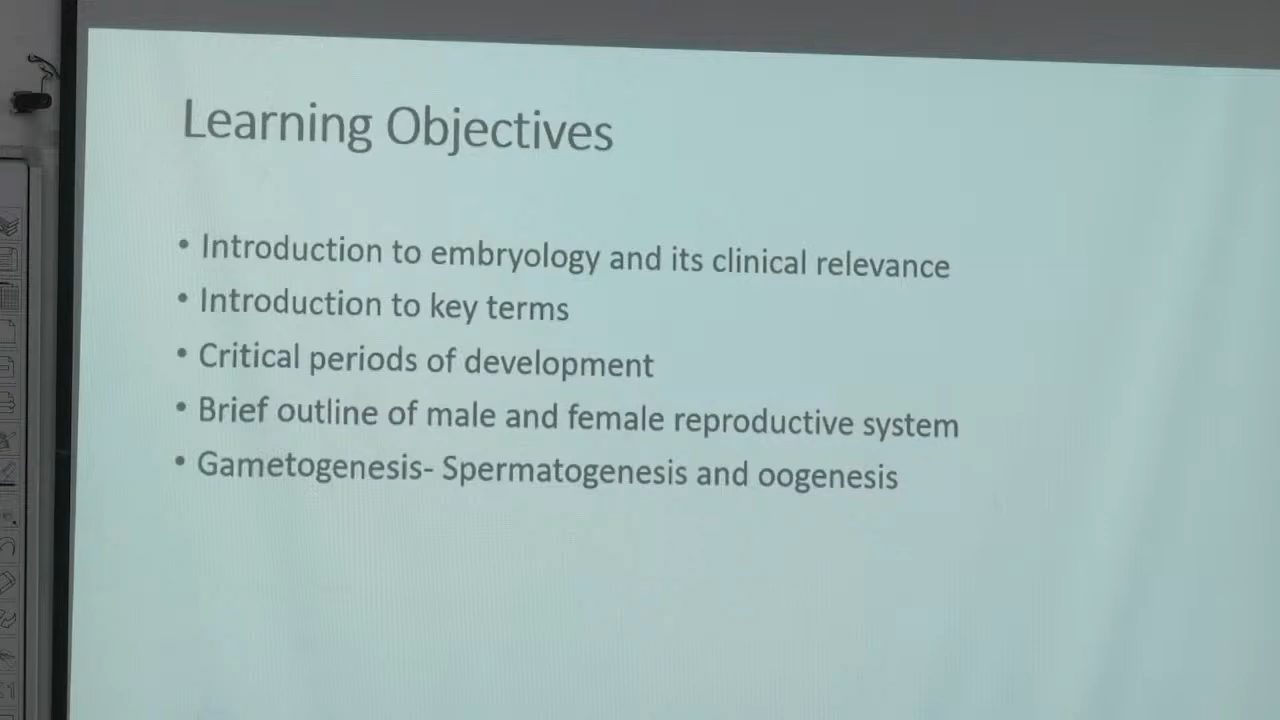 Learning Objectives
• Introduction to embryology and its clinical relevance
• Introduction to key terms
• Critical periods of development
• Brief outline of male and female reproductive system
• Gametogenesis- Spermatogenesis and oogenesis